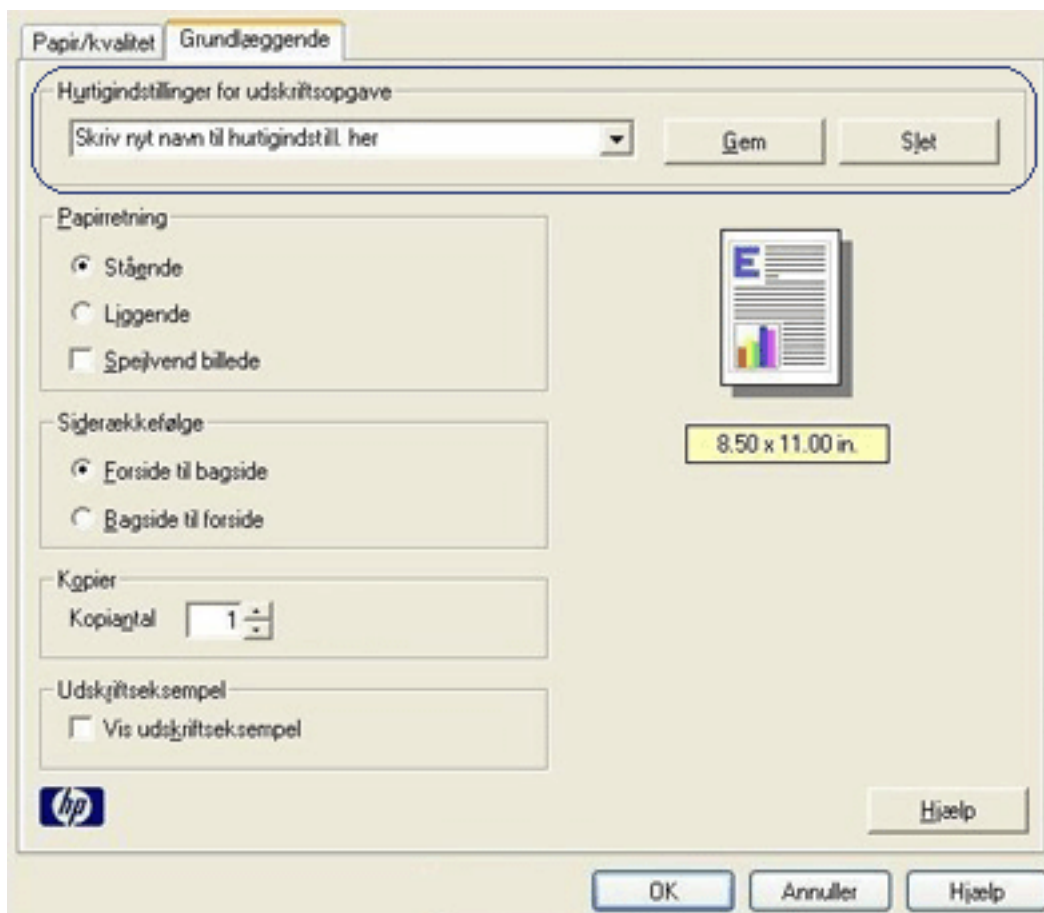 Papir/kvalitet Grundlæggende
Hurtigindstillinger for udskriftsopgave
Skriv nyt navn til hurtigindstill. her Gem Slet
Papirretning
Stående
Liggende
Spejlvend billede
E
8.50 x 11.00 in.
Siderækkefølge
Forside til bagside
Bagside til forside
Kopier
Kopiantal 1
Udskriftseksempel
Vis udskriftseksempel
hp
Hjælp
OK Annuller Hjælp